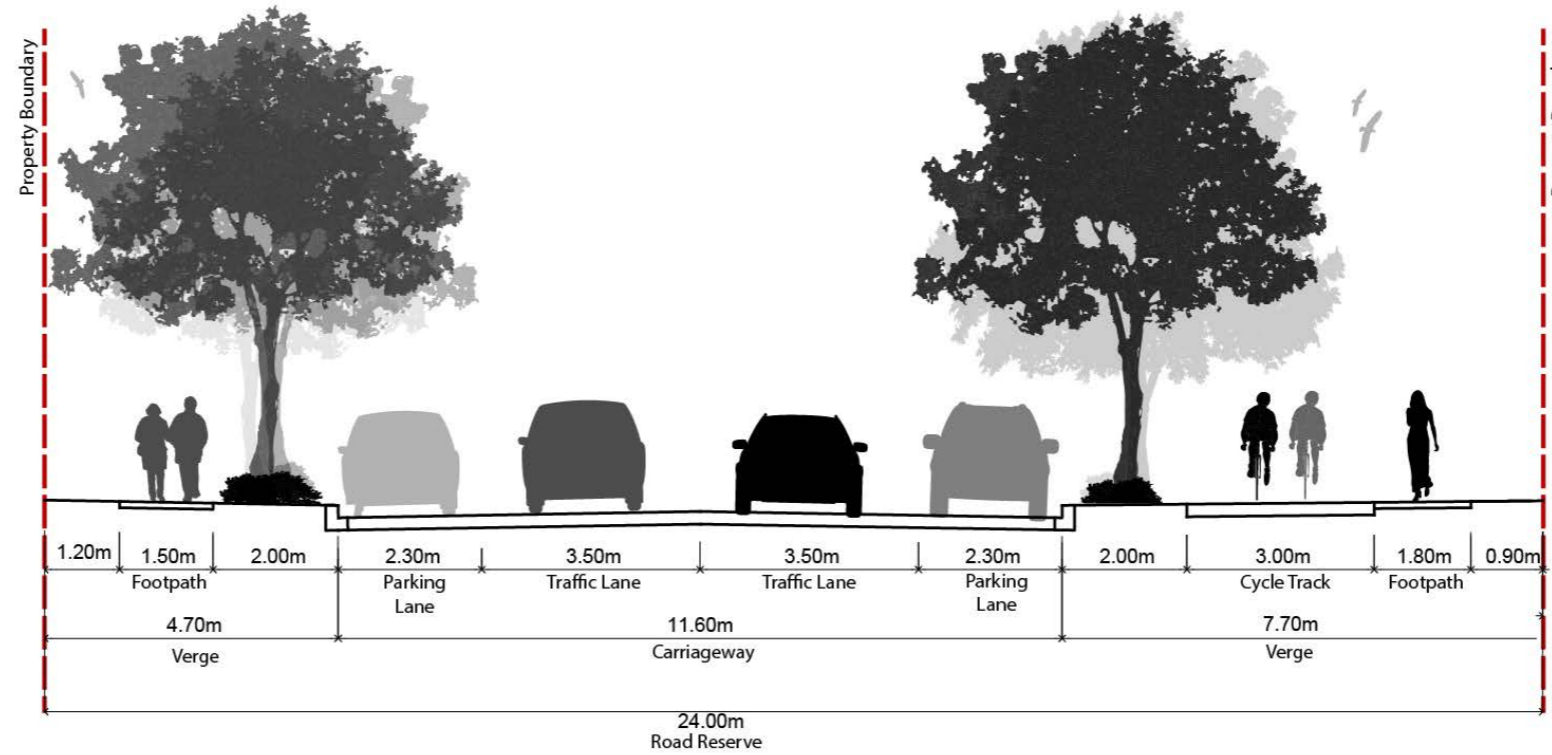 Property Boundary
1.20m 1.50m 2.00m 2.30m 3.50m 3.50m 2.30m 2.00m 3.00m 1.80m 0.90m
Footpath Parking Traffic Lane Traffic Lane Parking Cycle Track Footpath
Lane Lane
4.70m 11.60m 7.70m
Verge Carriageway Verge
24.00m
Road Reserve